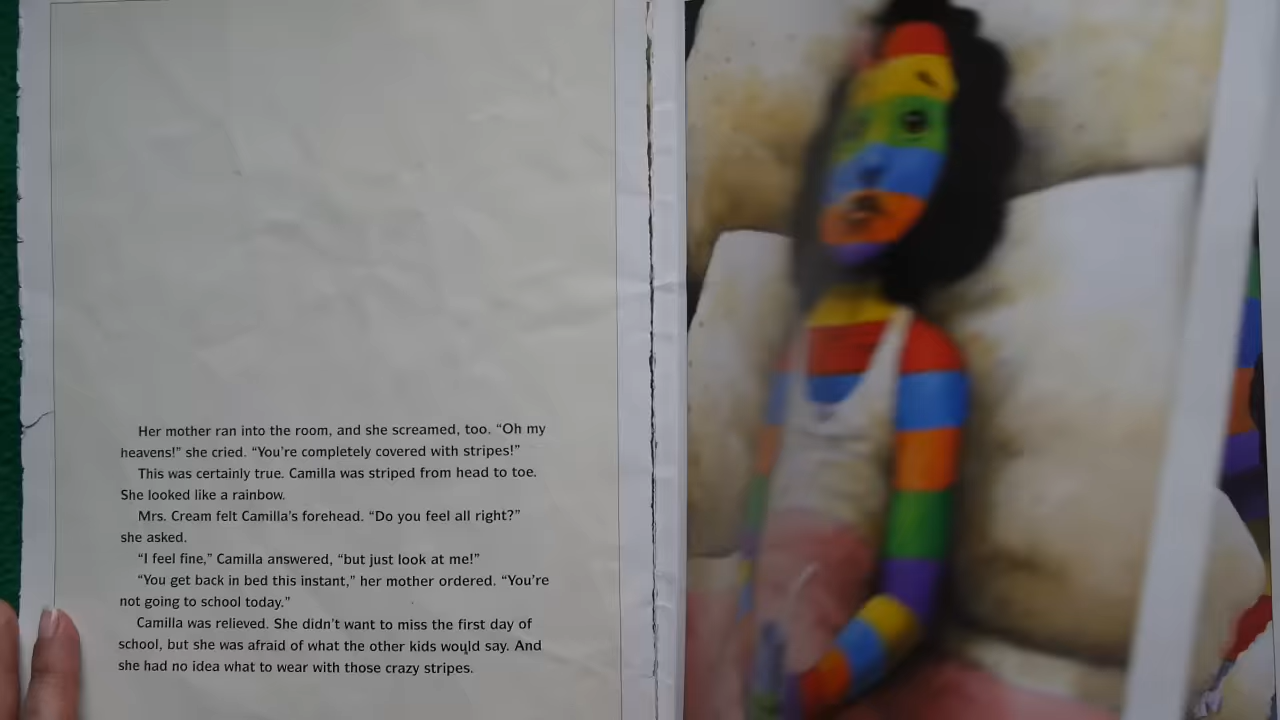 Her mother ran into the room, and she screamed, too. “Oh my
heavens!” she cried. “You’re completely covered with stripes!”
This was certainly true. Camilla was striped from head to toe.
She looked like a rainbow.
Mrs. Cream felt Camilla’s forehead. “Do you feel all right?”
she asked.
“I feel fine,” Camilla answered, “but just look at me!”
“You get back in bed this instant,” her mother ordered. “You’re
not going to school today.”
Camilla was relieved. She didn’t want to miss the first day of
school, but she was afraid of what the other kids would say. And
she had no idea what to wear with those crazy stripes.